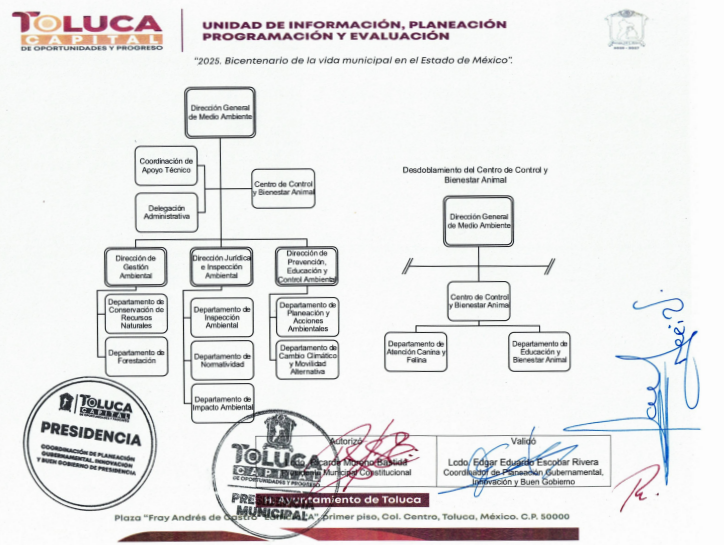 TOLUCA
CAPITAL
DE OPORTUNIDADES Y PROGRESO
UNIDAD DE INFORMACIÓN, PLANEACIÓN
PROGRAMACIÓN Y EVALUACIÓN
"2025. Bicentenario de la vida municipal en el Estado de México".
Dirección General
de Medio Ambiente
Coordinación de
Apoyo Técnico
Centro de Control
y Bienestar Animal
Delegación
Administrativa
Dirección de
Gestión
Ambiental
Dirección Jurídica
e Inspección
Ambiental
Dirección de
Prevención,
Educación y
Control Ambiental
Departamento de
Conservación de
Recursos
Naturales
Departamento de
Inspección
Ambiental
Departamento de
Planeación y
Acciones
Ambientales
Departamento de
Forestación
Departamento de
Normatividad
Departamento de
Cambio Climático
y Movilidad
Alternativa
Departamento de
Impacto Ambiental
Desdoblamiento del Centro de Control y
Bienestar Animal
Dirección General
de Medio Ambiente
Centro de Control
y Bienestar Animal
Departamento de
Atención Canina y
Felina
Departamento de
Educación y
Bienestar Animal
TOLUCA
CAPITAL
PRESIDENCIA
COORDINACIÓN DE PLANEACIÓN
GUBERNAMENTAL, INNOVACIÓN
Y BUEN GOBIERNO DE PRESIDENCIA
TOLUCA
CAPITAL
DE OPORTUNIDADES Y PROGRESO
PRESIDENCIA
MUNICIPAL
Autorizó
Lcdo. Ricardo Moreno Bastida
Presidente Municipal Constitucional
Validó
Lcdo. Edgar Eduardo Escobar Rivera
Coordinador de Planeación Gubernamental,
Innovación y Buen Gobierno
H. Ayuntamiento de Toluca
Plaza "Fray Andrés de Castro" Edificio "A", primer piso, Col. Centro, Toluca, México. C.P. 50000